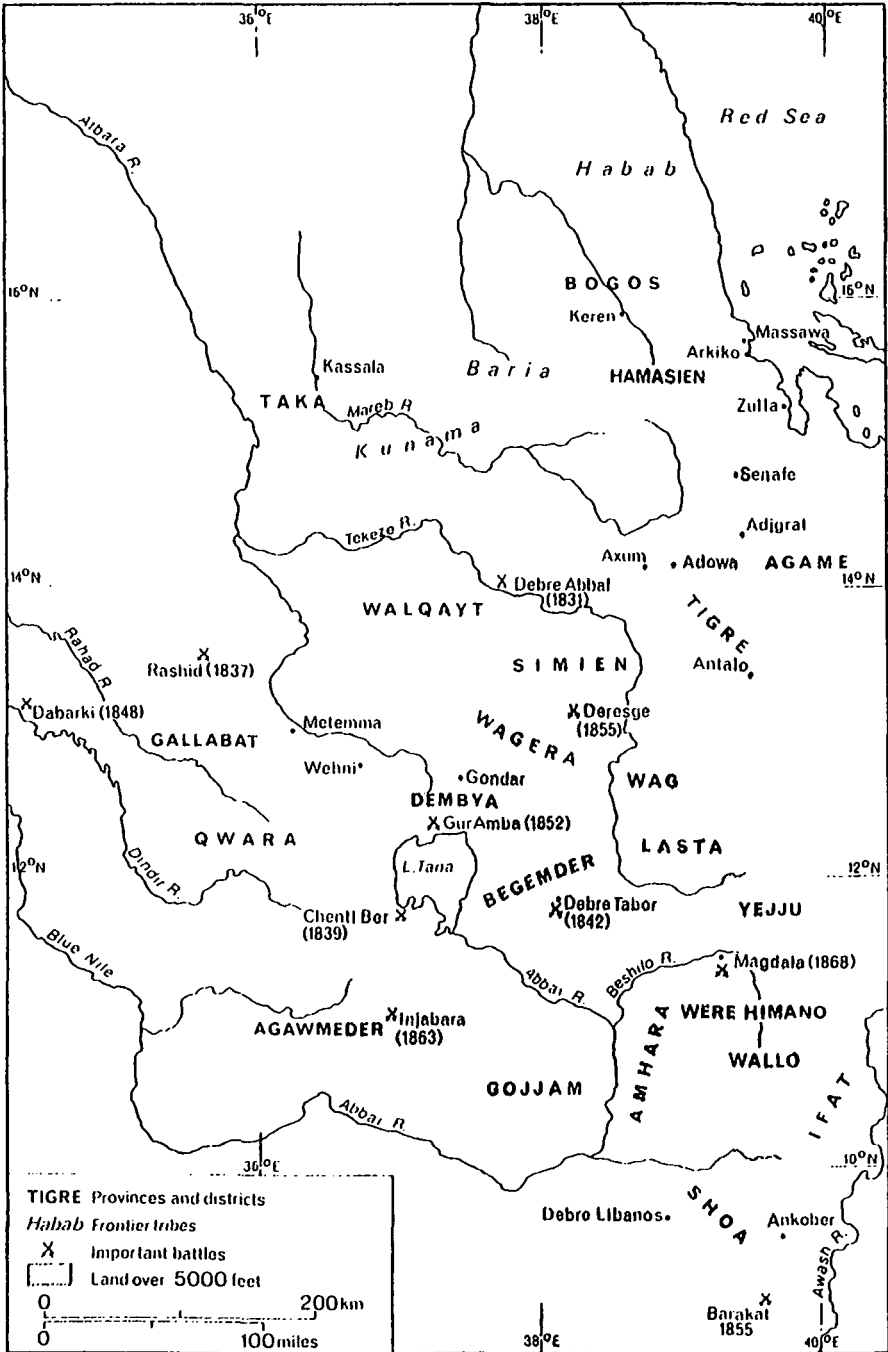 36°E
38°E
40°E
Red Sea
Atbara R.
Habab
16°N
BOGOS
16°N
Keren
Massawa
Arkiko
Baria
HAMASIEN
Kassala
TAKA
Mareb R
Zulla
Kunama
Senafe
Tekeze R.
Adigrat
Axum
Adowa
AGAME
14°N
Debre Abbai
(1831)
14°N
WALQAYT
TIGRE
Rahad R
Rashid (1837)
SIMIEN
Antalo
Dabarki (1848)
Deresge
(1855)
GALLABAT
Metemma
WAGERA
Wehni
Gondar
WAG
DEMBYA
Gur Amba (1852)
QWARA
LASTA
12°N
L. Tana
12°N
Dindir R.
BEGEMDER
Debre Tabor
(1842)
YEJJU
Chentl Ber
(1839)
Blue Nile
Abbai R.
Beshilo R.
Magdala (1868)
WERE HIMANO
AGAWMEDER
Injabara
(1863)
WALLO
GOJJAM
AMHARA
IFAT
Abbai R.
36°E
10°N
TIGRE Provinces and districts
Habab Frontier tribes
X Important battles
Land over 5000 feet
0 200 km
0 100 miles
SHOA
Debre Libanos
Ankober
Awash R.
Barakat
1855
38°E
40°E